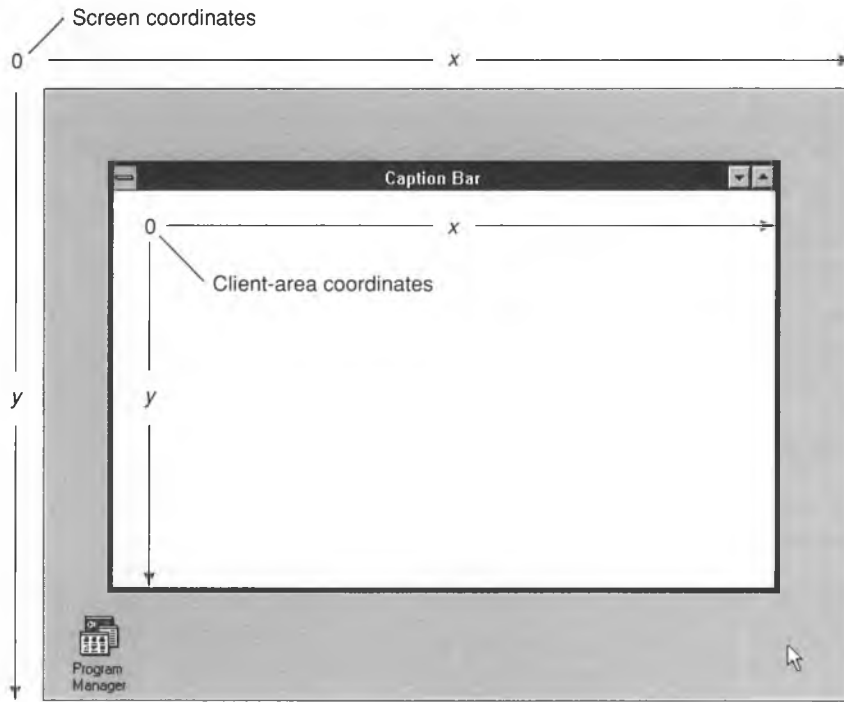 Screen coordinates
0
x
Caption Bar
0
x
Client-area coordinates
y
y
Program
Manager